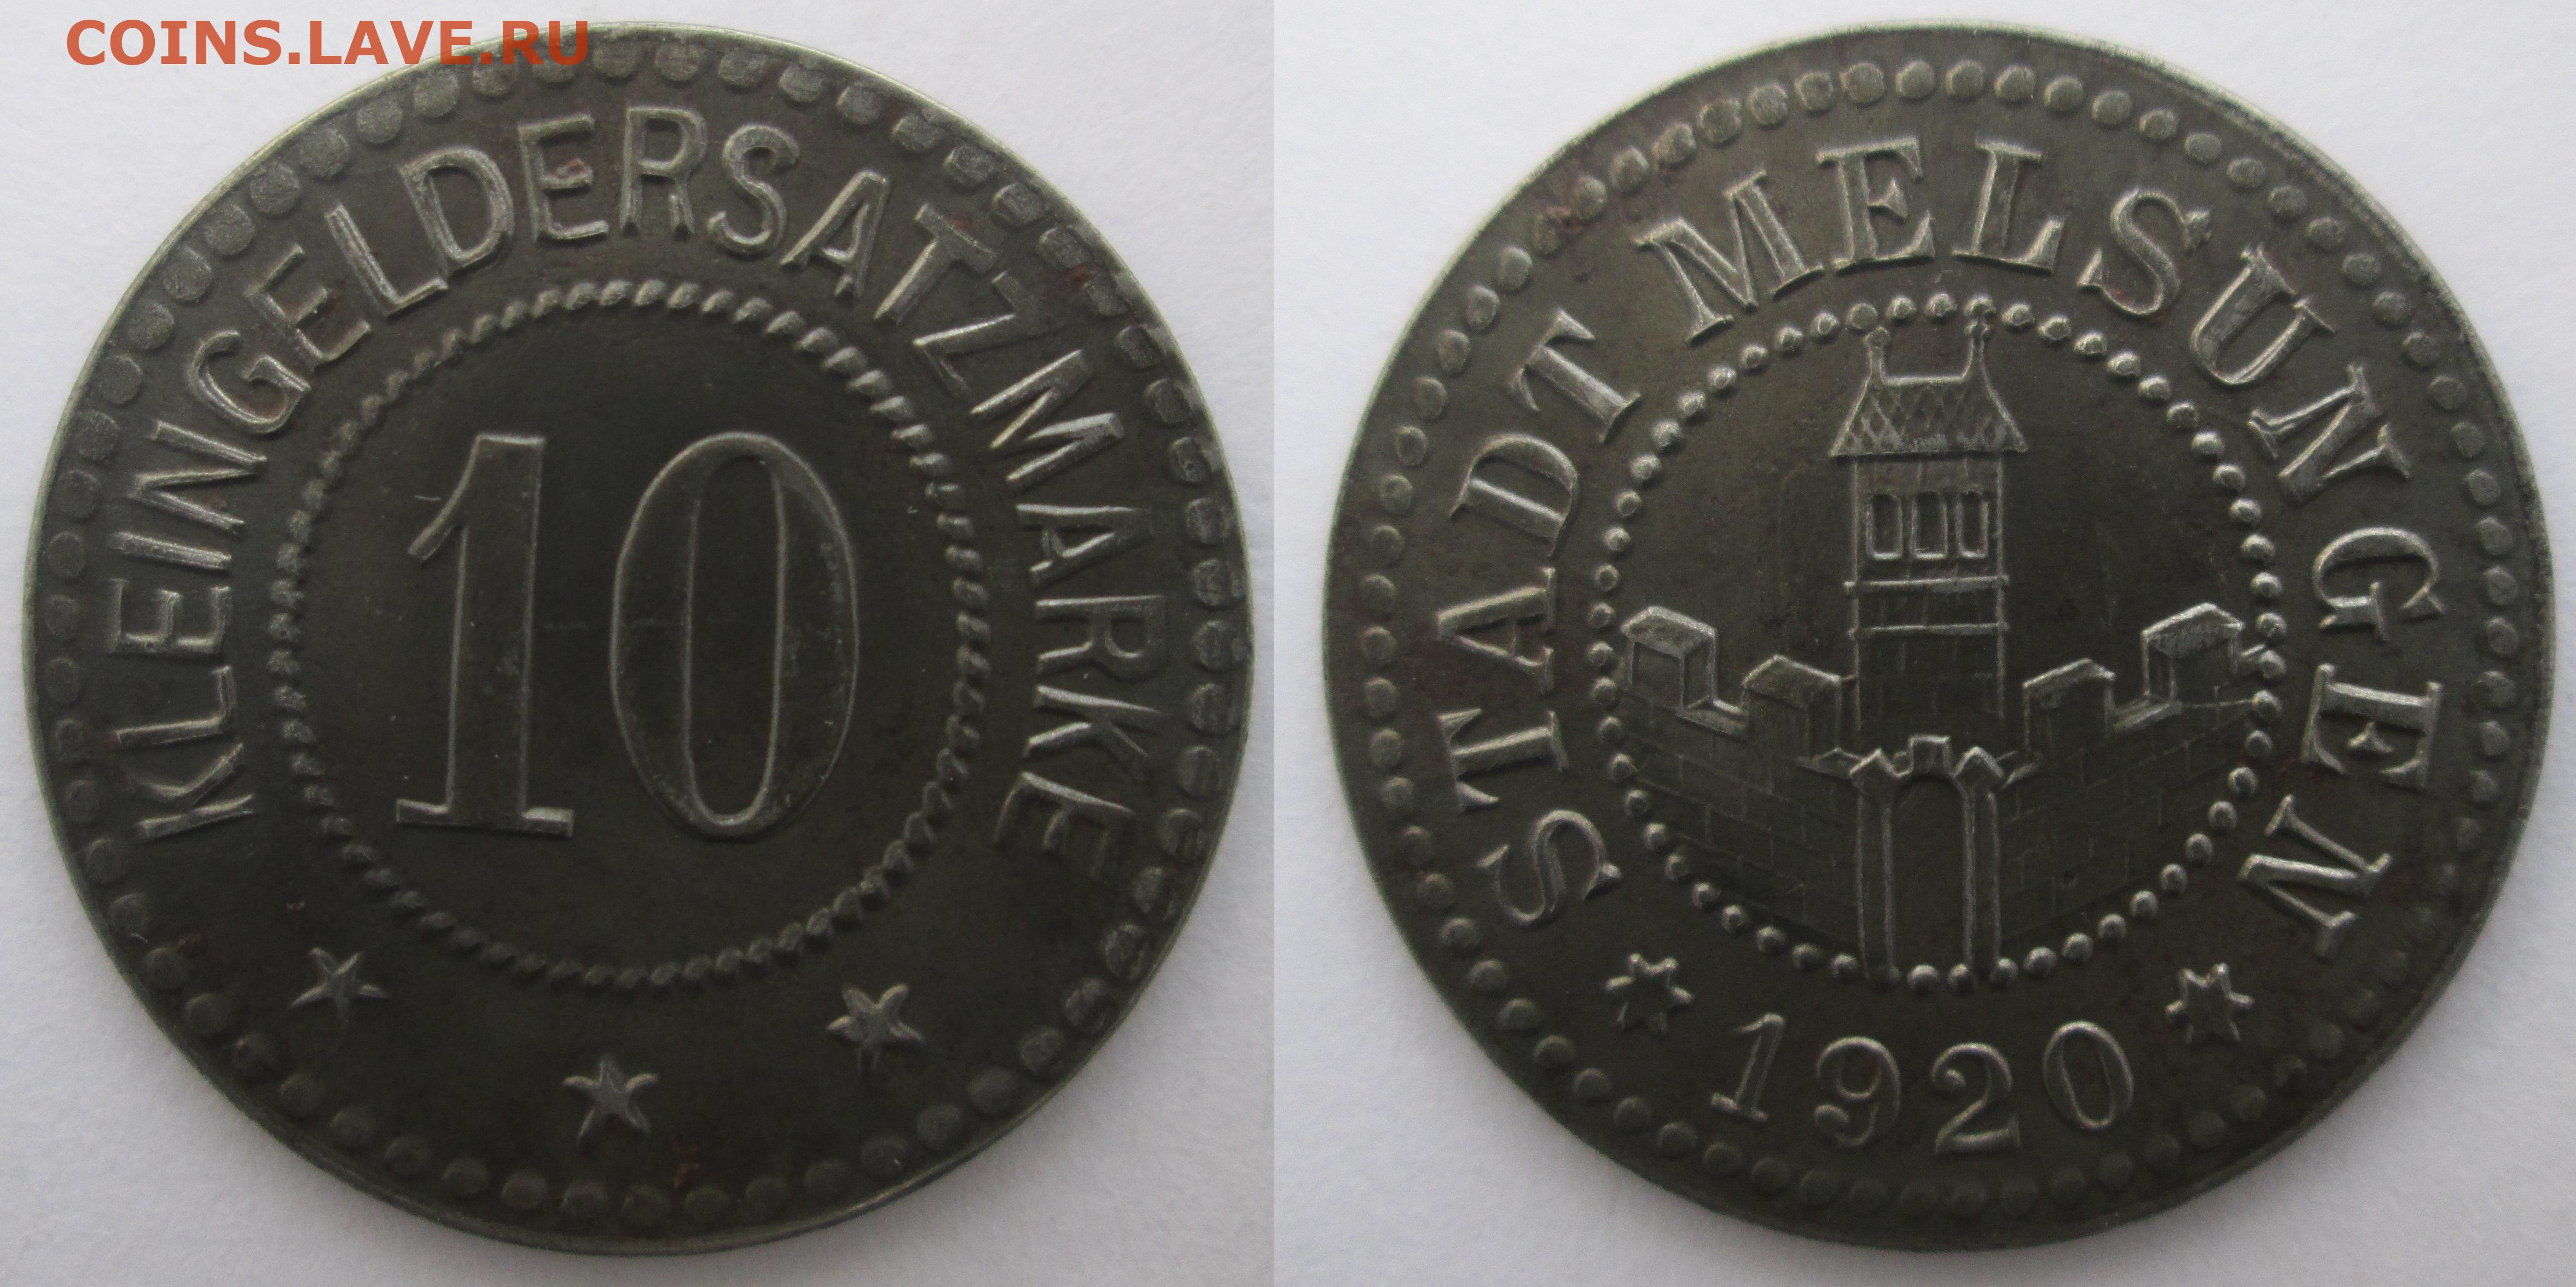 COINS.LAVE.RU
KLEINGELDERSATZMARKE
10
STADT MELSUNGEN
1920